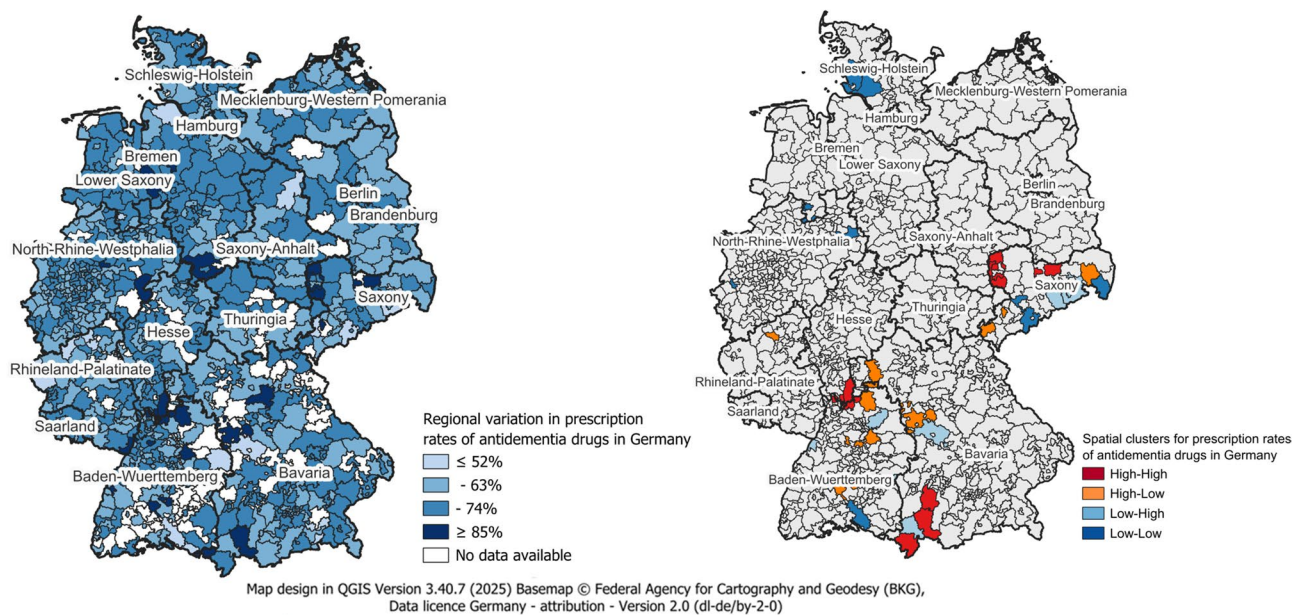 Schleswig-Holstein
Mecklenburg-Western Pomerania
Hamburg
Bremen
Lower Saxony
Berlin
Brandenburg
North-Rhine-Westphalia
Saxony-Anhalt
Saxony
Hesse
Thuringia
Rhineland-Palatinate
Saarland
Baden-Wuerttemberg
Bavaria
Regional variation in prescription
rates of antidementia drugs in Germany
≤ 52%
- 63%
- 74%
≥ 85%
No data available
Schleswig-Holstein
Mecklenburg-Western Pomerania
Hamburg
Bremen
Lower Saxony
Berlin
Brandenburg
North-Rhine-Westphalia
Saxony-Anhalt
Saxony
Thuringia
Hesse
Rhineland-Palatinate
Saarland
Bavaria
Baden-Wuerttemberg
Spatial clusters for prescription rates
of antidementia drugs in Germany
High-High
High-Low
Low-High
Low-Low
Map design in QGIS Version 3.40.7 (2025) Basemap © Federal Agency for Cartography and Geodesy (BKG),
Data licence Germany - attribution - Version 2.0 (dl-de/by-2-0)